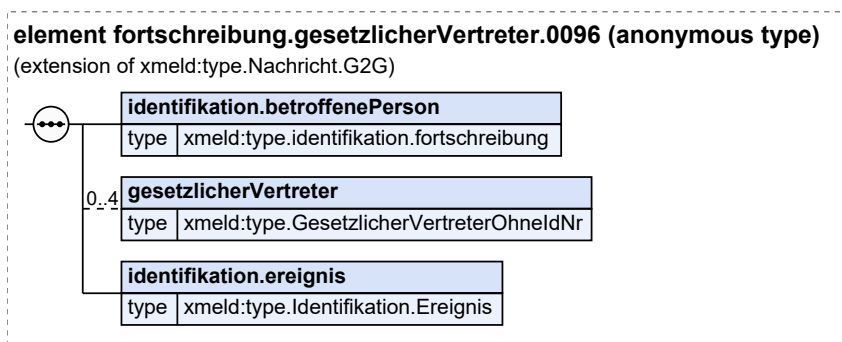 element fortschreibung.gesetzlicherVertreter.0096 (anonymous type)
(extension of xmeld:type.Nachricht.G2G)
identifikation.betroffenePerson
type xmeld:type.identifikation.fortschreibung
0..4 gesetzlicherVertreter
type xmeld:type.GesetzlicherVertreterOhneIdNr
identifikation.ereignis
type xmeld:type.Identifikation.Ereignis